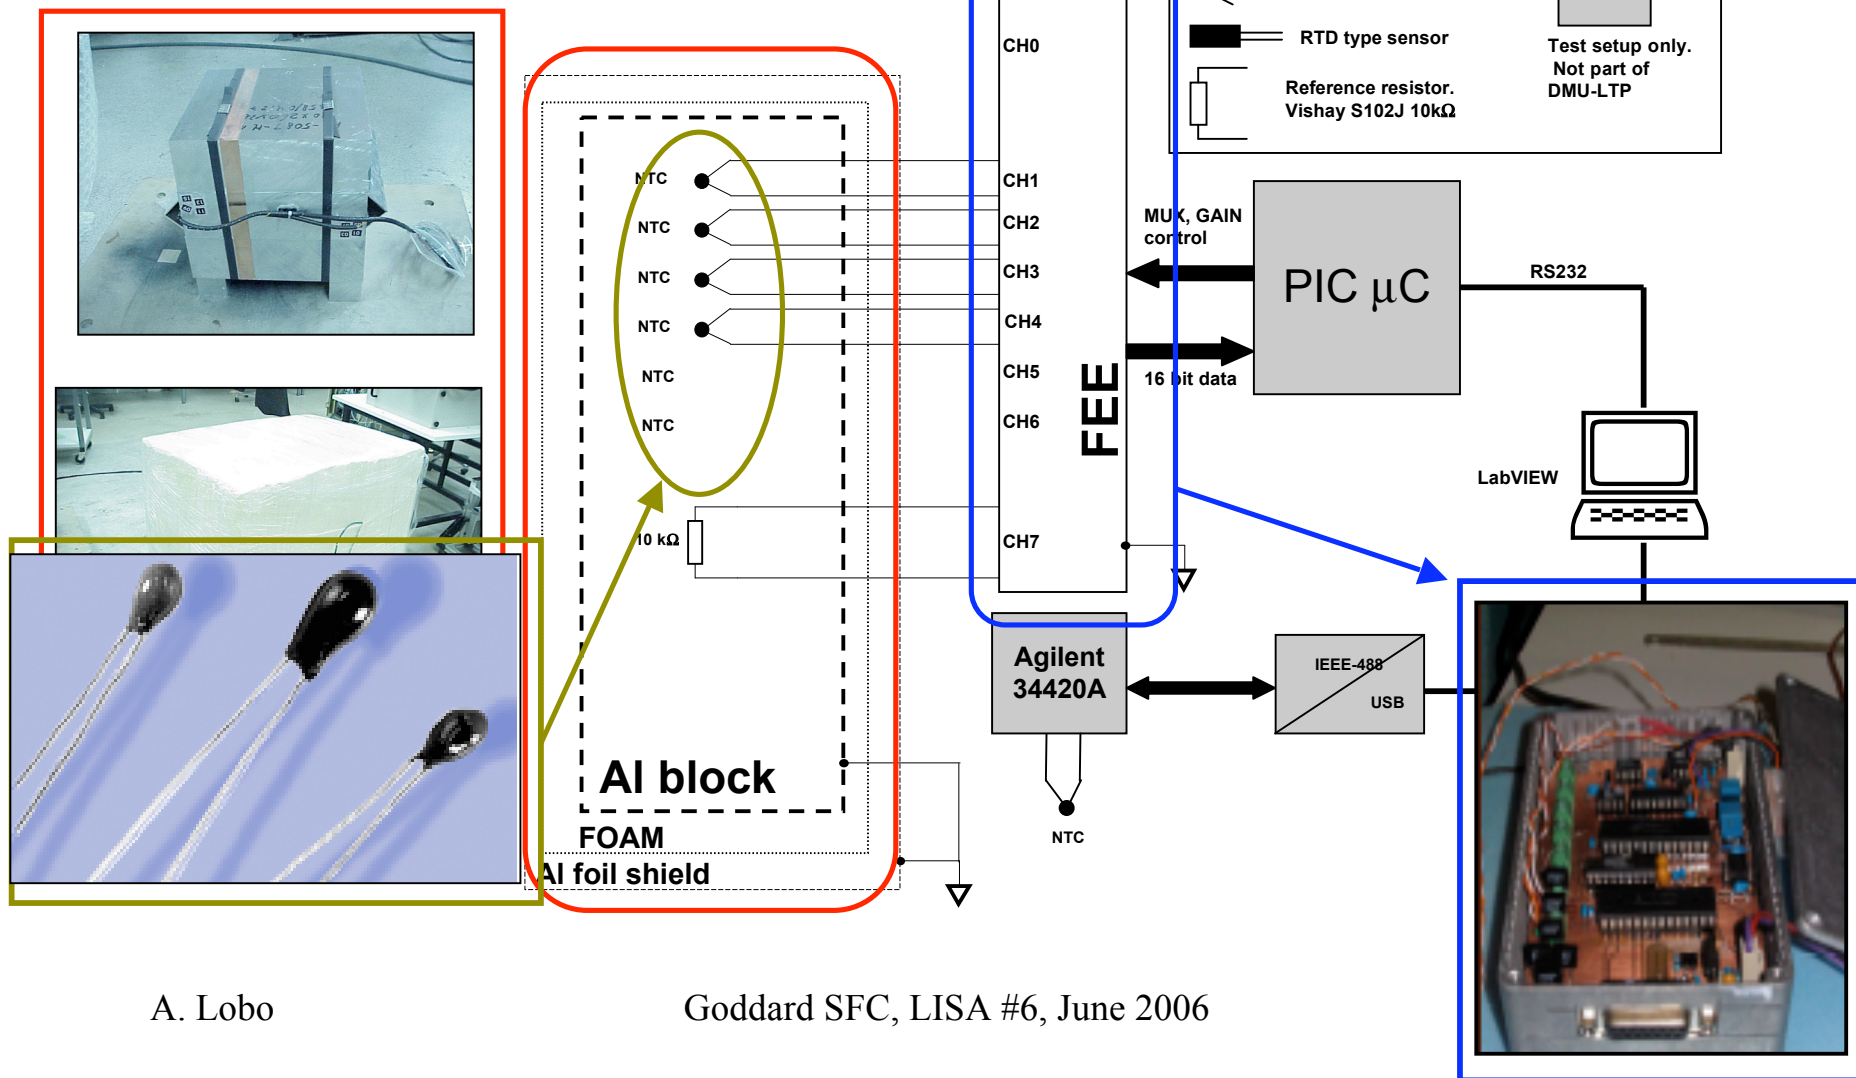 CH0
RTD type sensor
Reference resistor.
Vishay S102J 10kΩ
Test setup only.
Not part of
DMU-LTP
NTC
NTC
NTC
NTC
NTC
NTC
10 kΩ
CH1
CH2
CH3
CH4
CH5
CH6
CH7
FEE
MUX, GAIN
control
16 bit data
PIC µC
RS232
LabVIEW
Agilent
34420A
IEEE-488
USB
NTC
Al block
FOAM
Al foil shield
A. Lobo
Goddard SFC, LISA #6, June 2006